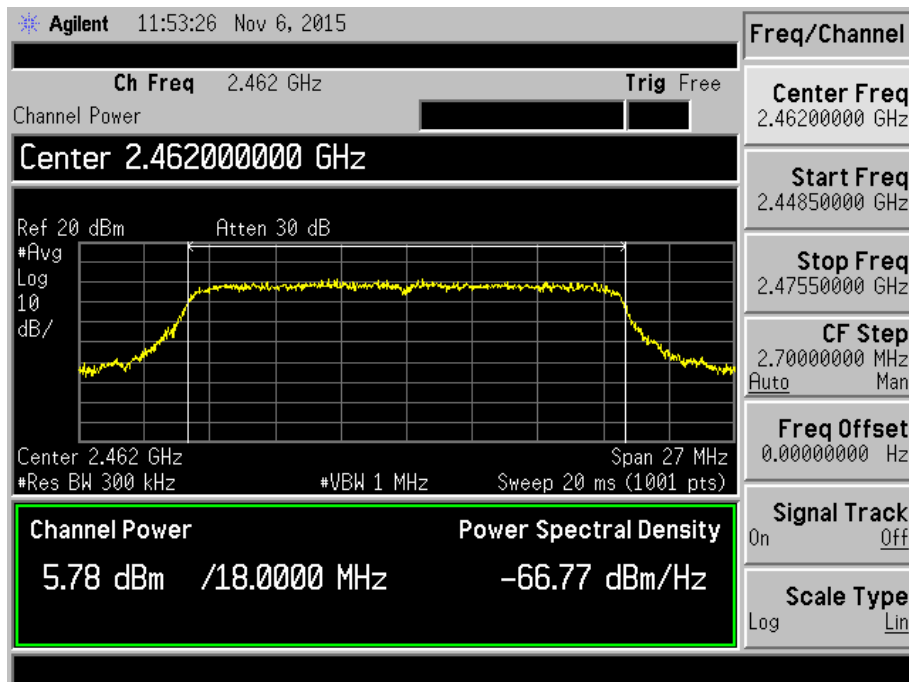 Agilent 11:53:26 Nov 6, 2015
Freq/Channel
Ch Freq 2.462 GHz Trig Free
Channel Power
Center 2.462000000 GHz
Ref 20 dBm Atten 30 dB
#Avg
Log
10
dB/
Center 2.462 GHz Span 27 MHz
#Res BW 300 kHz #VBW 1 MHz Sweep 20 ms (1001 pts)
Channel Power Power Spectral Density
5.78 dBm /18.0000 MHz -66.77 dBm/Hz
Center Freq
2.46200000 GHz
Start Freq
2.44850000 GHz
Stop Freq
2.47550000 GHz
CF Step
2.70000000 MHz
Auto Man
Freq Offset
0.00000000 Hz
Signal Track
On Off
Scale Type
Log Lin